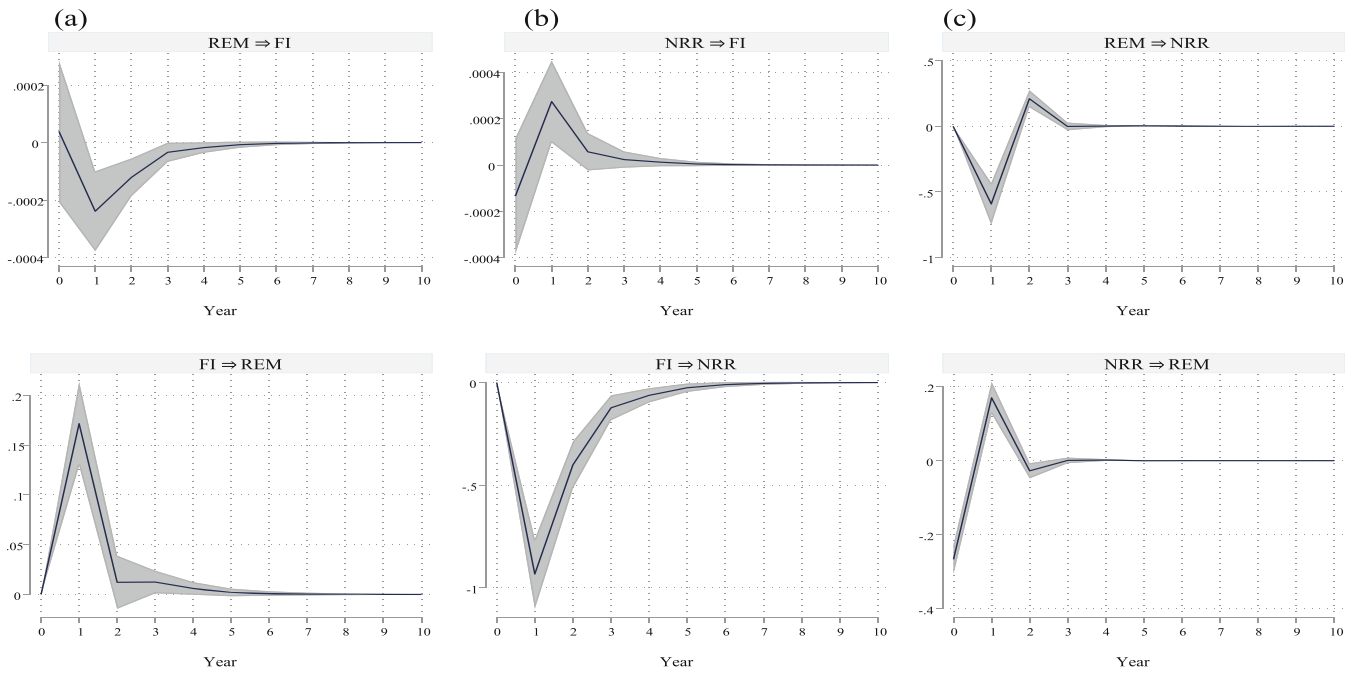 (a)
REM ⇒ FI
.0002
0
-.0002
-.0004
0 1 2 3 4 5 6 7 8 9 10
Year
(b)
NRR ⇒ FI
.0004
.0002
0
-.0002
-.0004
0 1 2 3 4 5 6 7 8 9 10
Year
(c)
REM ⇒ NRR
.5
0
-.5
-1
0 1 2 3 4 5 6 7 8 9 10
Year
FI ⇒ REM
.2
.15
.1
.05
0
0 1 2 3 4 5 6 7 8 9 10
Year
FI ⇒ NRR
0
-.5
-1
0 1 2 3 4 5 6 7 8 9 10
Year
NRR ⇒ REM
.2
0
-.2
-.4
0 1 2 3 4 5 6 7 8 9 10
Year